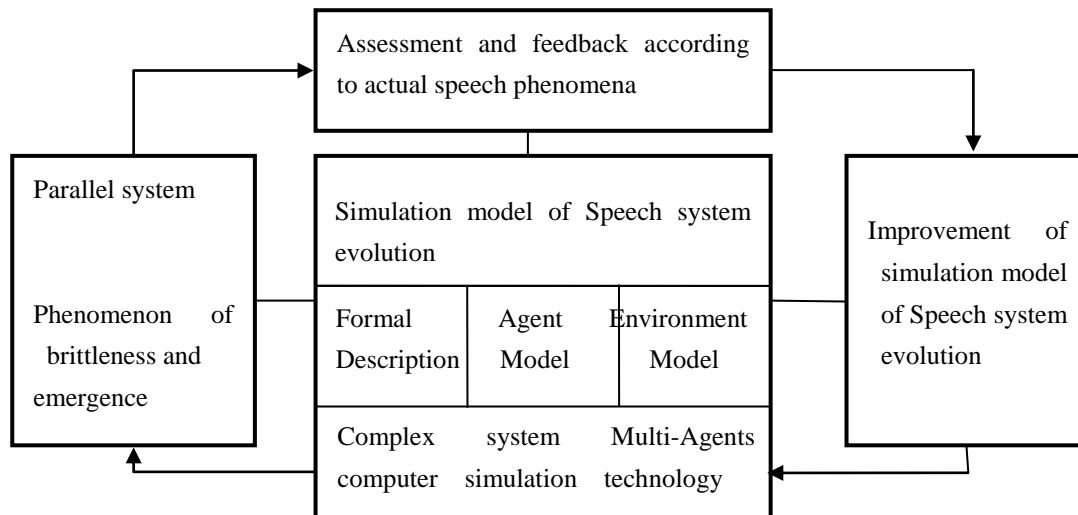 Assessment and feedback according
to actual speech phenomena
Parallel system
Phenomenon of
brittleness and
emergence
Simulation model of Speech system
evolution
Formal
Description
Agent
Model
Environment
Model
Complex system Multi-Agents
computer simulation technology
Improvement of
simulation model
of Speech system
evolution